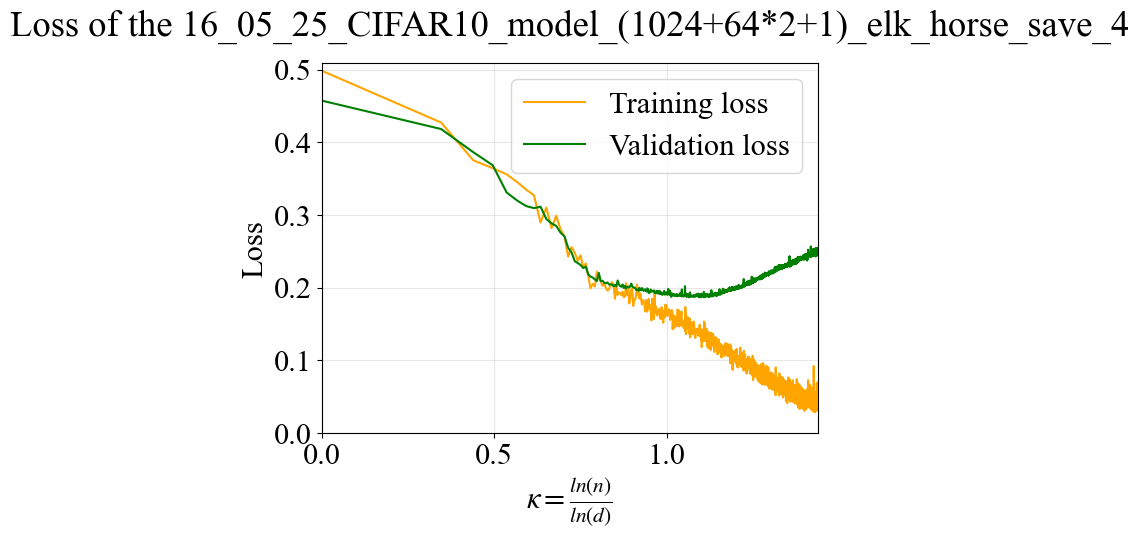 Loss of the 16_05_25_CIFAR10_model_(1024+64*2+1)_elk_horse_save_4
Training loss
Validation loss
Loss
0.5
0.4
0.3
0.2
0.1
0.0
0.0 0.5 1.0
κ = ln(n)/ln(d)